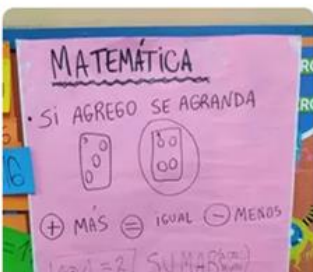 MATEMÁTICA
• SI AGREGO SE AGRANDA
+ MÁS = IGUAL - MENOS